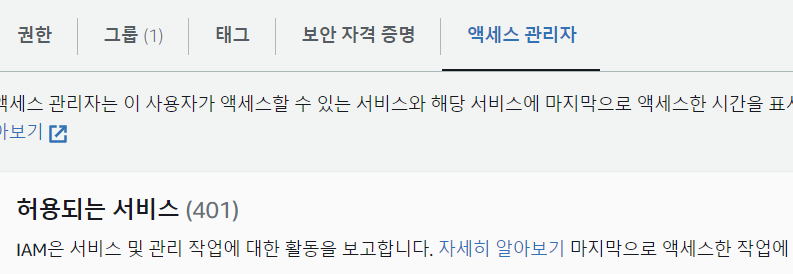 권한 그룹 (1) 태그 보안 자격 증명 액세스 관리자
액세스 관리자는 이 사용자가 액세스할 수 있는 서비스와 해당 서비스에 마지막으로 액세스한 시간을 표시
알아보기
허용되는 서비스 (401)
IAM은 서비스 및 관리 작업에 대한 활동을 보고합니다. 자세히 알아보기 마지막으로 액세스한 작업에